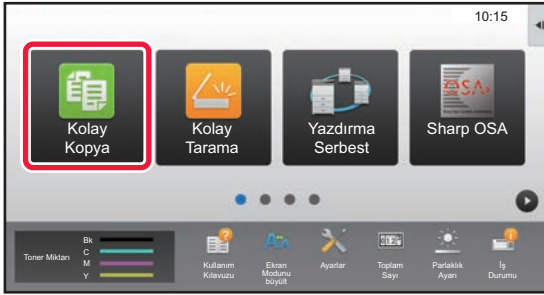 10:15
Kolay
Kopya
Kolay
Tarama
Yazdırma
Serbest
Sharp OSA
OSA
Toner Miktarı
Bk
C
M
Y
Kullanım
Kılavuzu
Ekran
Modunu
büyült
Ayarlar
Toplam
Sayı
Parlaklık
Ayarı
İş
Durumu